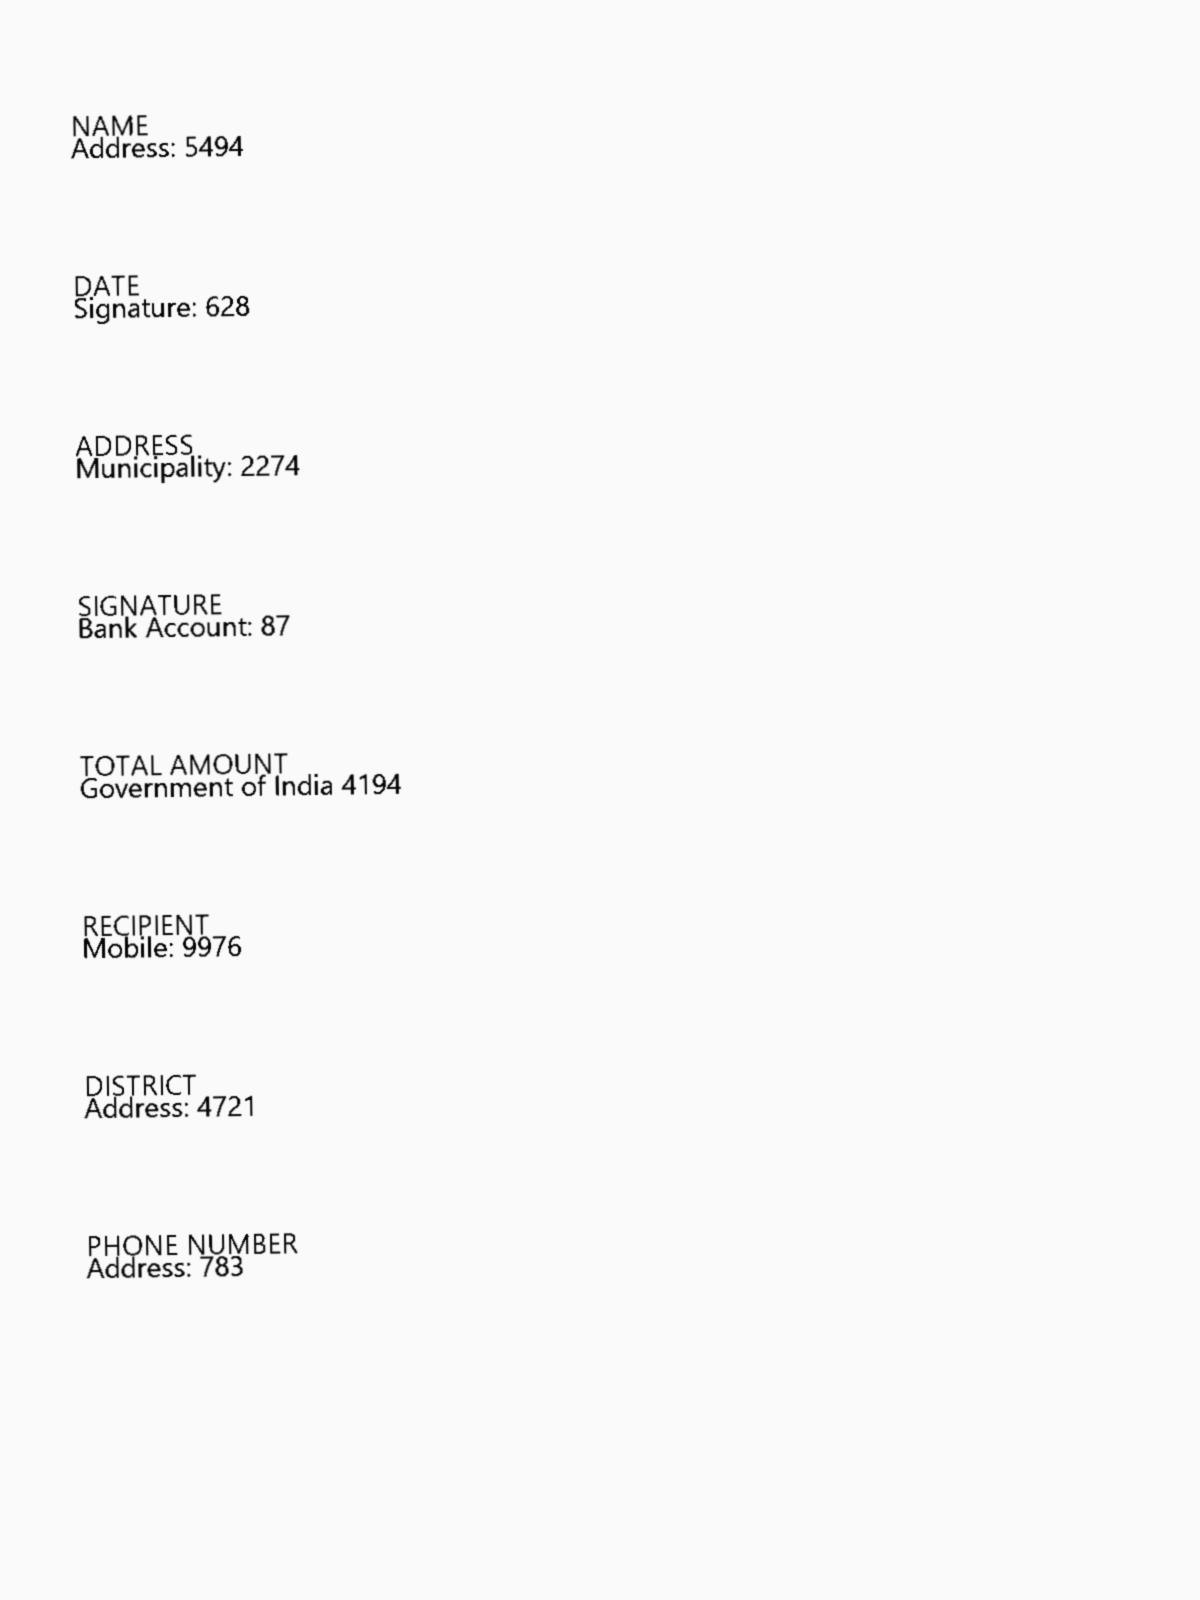 NAME
Address: 5494
DATE
Signature: 628
ADDRESS
Municipality: 2274
SIGNATURE
Bank Account: 87
TOTAL AMOUNT
Government of India 4194
RECIPIENT
Mobile: 9976
DISTRICT
Address: 4721
PHONE NUMBER
Address: 783